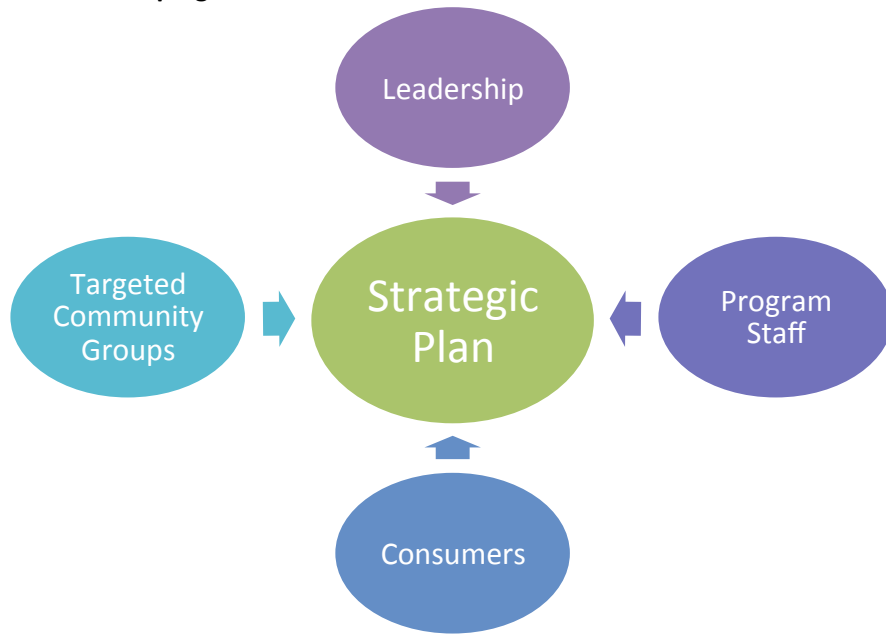 Leadership
Targeted
Community
Groups
Strategic
Plan
Program
Staff
Consumers